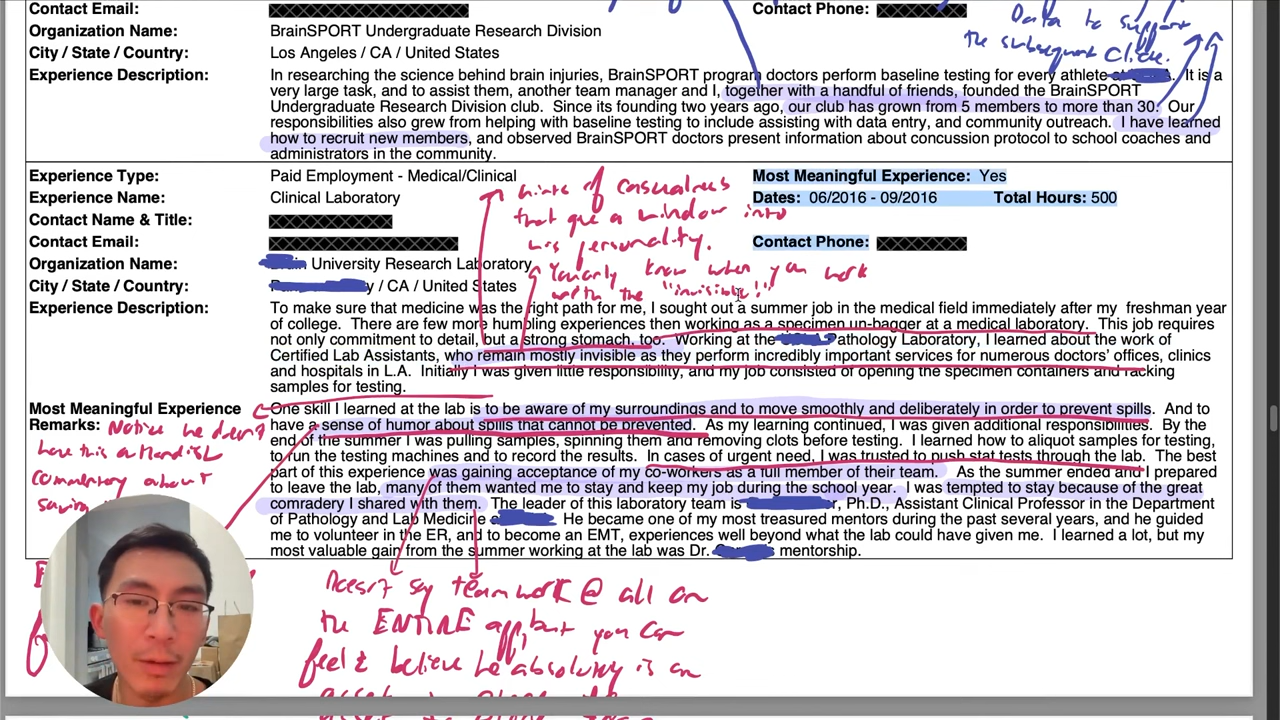 Contact Email: Contact Phone:
Data to support
the subsequent
Organization Name: BrainSPORT Undergraduate Research Division
City / State / Country: Los Angeles / CA / United States
Experience Description: In researching the science behind brain injuries, BrainSPORT program doctors perform baseline testing for every athlete It is a
very large task, and to assist them, another team manager and I, together with a handful of friends, founded the BrainSPORT
Undergraduate Research Division club. Since its founding two years ago, our club has grown from 5 members to more than 30. Our
responsibilities also grew from helping with baseline testing to include assisting with data entry, and community outreach. I have learned
how to recruit new members, and observed BrainSPORT doctors present information about concussion protocol to school coaches and
administrators in the community.
Experience Type: Paid Employment - Medical/Clinical Most Meaningful Experience: Yes
Experience Name: Clinical Laboratory Dates: 06/2016 - 09/2016 Total Hours: 500
Contact Name & Title:
Contact Email: Contact Phone:
of casualness
that give a window into
his personality.
Organization Name: University Research Laboratory
City / State / Country: / CA / United States
know when you work
with the "invisible!"
Experience Description: To make sure that medicine was the right path for me, I sought out a summer job in the medical field immediately after my freshman year
of college. There are few more humbling experiences then working as a specimen un-bagger at a medical laboratory. This job requires
not only commitment to detail, but a strong stomach, too. Working at the Pathology Laboratory, I learned about the work of
Certified Lab Assistants, who remain mostly invisible as they perform incredibly important services for numerous doctors' offices, clinics
and hospitals in L.A. Initially I was given little responsibility, and my job consisted of opening the specimen containers and racking
samples for testing.
Most Meaningful Experience Remarks: One skill I learned at the lab is to be aware of my surroundings and to move smoothly and deliberately in order to prevent spills. And to
have a sense of humor about spills that cannot be prevented. As my learning continued, I was given additional responsibilities. By the
end of the summer I was pulling samples, spinning them and removing clots before testing. I learned how to aliquot samples for testing,
to run the testing machines and to record the results. In cases of urgent need, I was trusted to push stat tests through the lab. The best
part of this experience was gaining acceptance of my co-workers as a full member of their team. As the summer ended and I prepared
to leave the lab, many of them wanted me to stay and keep my job during the school year. I was tempted to stay because of the great
comradery I shared with them. The leader of this laboratory team is , Ph.D., Assistant Clinical Professor in the Department
of Pathology and Lab Medicine He became one of my most treasured mentors during the past several years, and he guided
me to volunteer in the ER, and to become an EMT, experiences well beyond what the lab could have given me. I learned a lot, but my
most valuable gain from the summer working at the lab was Dr. mentorship.
Notice he doesn't
have this
commentary about
Doesn't say teamwork @ all on
the ENTIRE app, but you can
feel & believe he absolutely is an